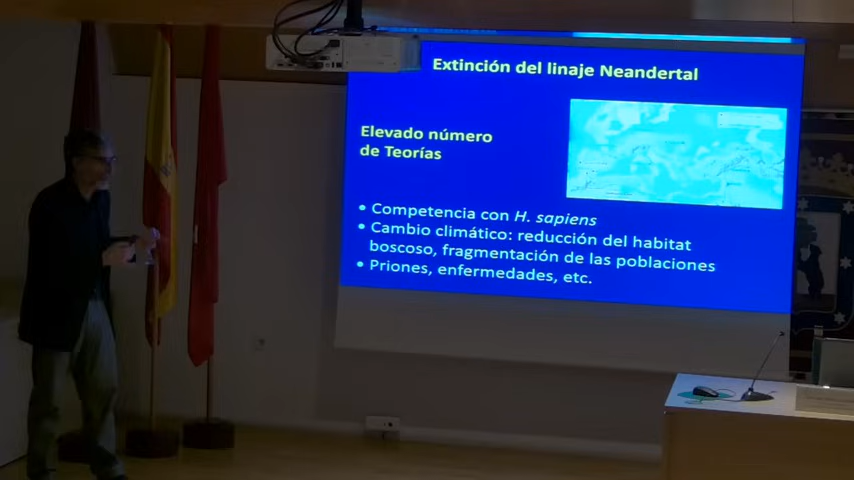 Extinción del linaje Neandertal
Elevado número
de Teorías
• Competencia con H. sapiens
• Cambio climático: reducción del habitat
boscoso, fragmentación de las poblaciones
• Priones, enfermedades, etc.